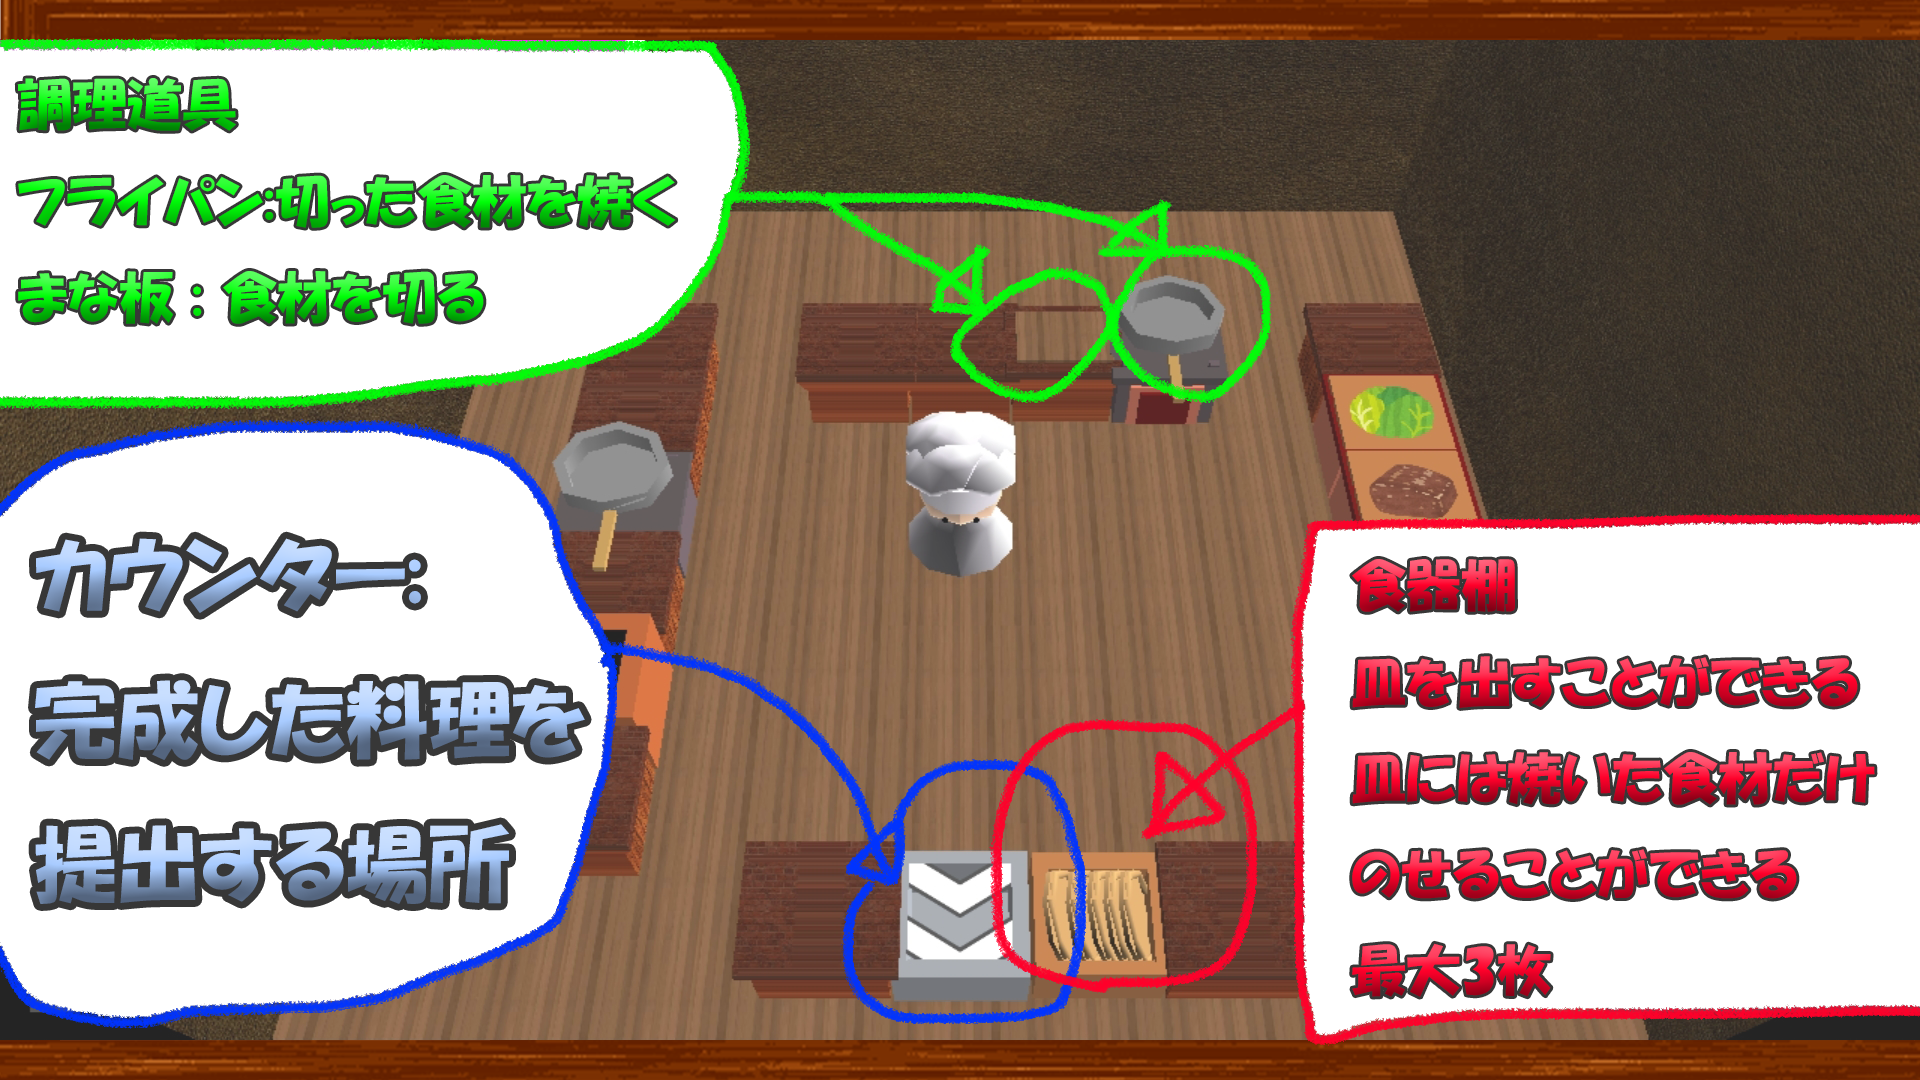 調理道具
フライパン:切った食材を焼く
まな板：食材を切る
カウンター:
完成した料理を
提出する場所
食器棚
皿を出すことができる
皿には焼いた食材だけ
のせることができる
最大3枚